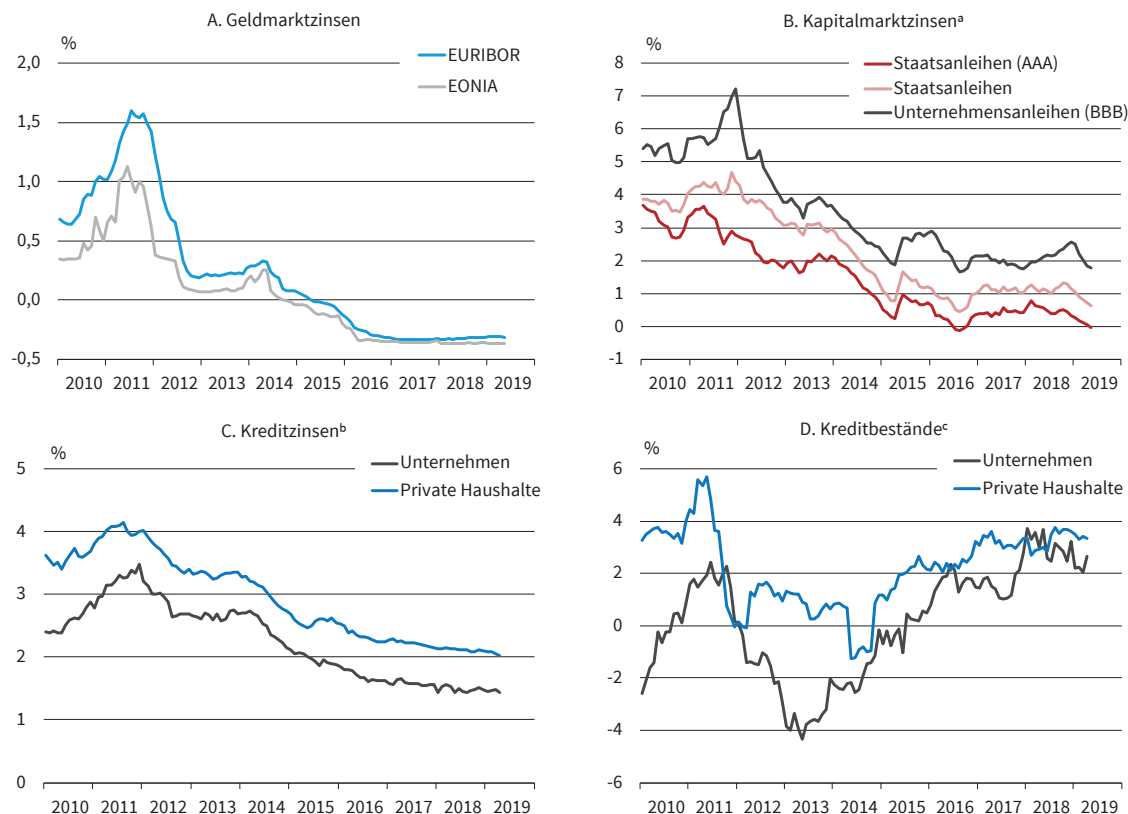 A. Geldmarktzinsen
%
2,0
1,5
1,0
0,5
0,0
-0,5
EURIBOR
EONIA
2010 2011 2012 2013 2014 2015 2016 2017 2018 2019
B. Kapitalmarktzinsenª
%
8
7
6
5
4
3
2
1
0
-1
Staatsanleihen (AAA)
Staatsanleihen
Unternehmensanleihen (BBB)
2010 2011 2012 2013 2014 2015 2016 2017 2018 2019
C. Kreditzinsenᵇ
%
5
4
3
2
1
0
Unternehmen
Private Haushalte
2010 2011 2012 2013 2014 2015 2016 2017 2018 2019
D. Kreditbeständeᶜ
%
6
4
2
0
-2
-4
-6
Unternehmen
Private Haushalte
2010 2011 2012 2013 2014 2015 2016 2017 2018 2019